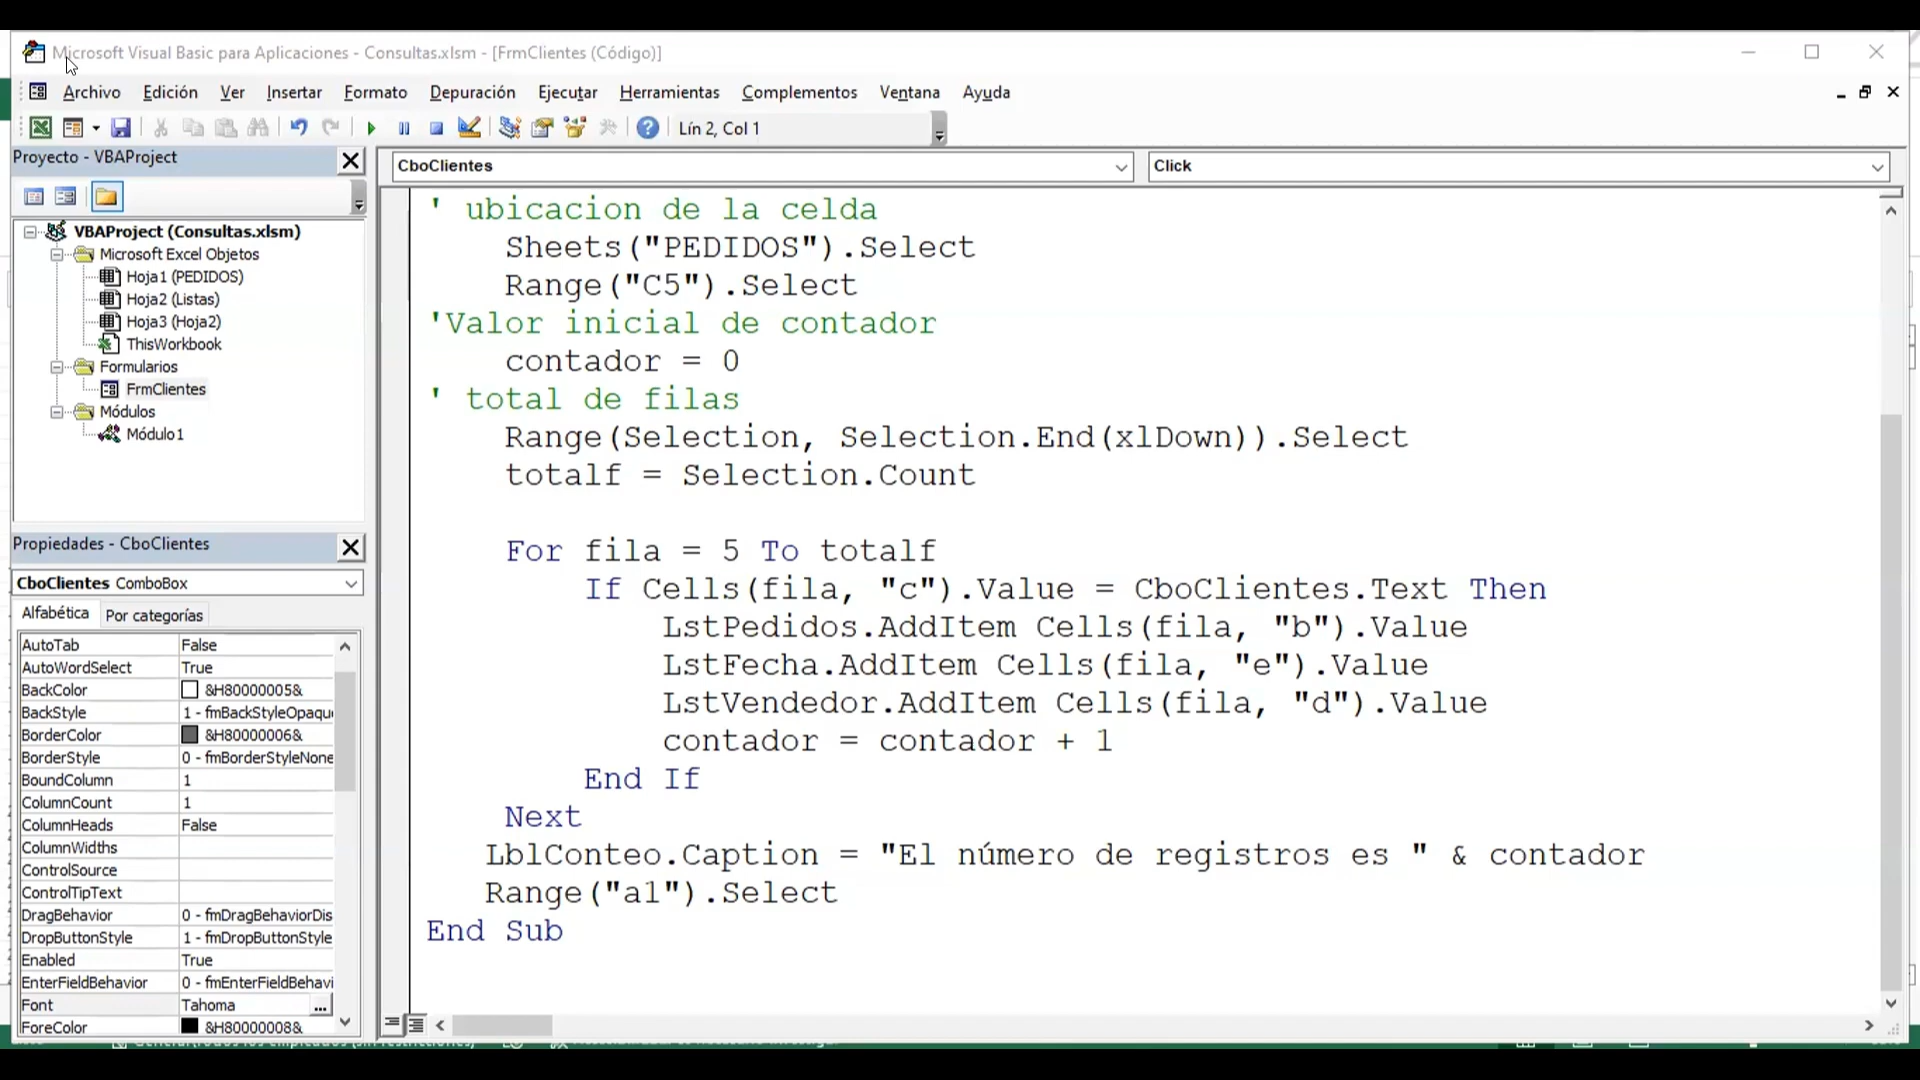 Microsoft Visual Basic para Aplicaciones - Consultas.xlsm - [FrmClientes (Código)]
Archivo Edición Ver Insertar Formato Depuración Ejecutar Herramientas Complementos Ventana Ayuda
Lín 2, Col 1
Proyecto - VBAProject
VBAProject (Consultas.xlsm)
Microsoft Excel Objetos
Hoja1 (PEDIDOS)
Hoja2 (Listas)
Hoja3 (Hoja2)
ThisWorkbook
Formularios
FrmClientes
Módulos
Módulo1
Propiedades - CboClientes
CboClientes ComboBox
Alfabética Por categorías
AutoTab False
AutoWordSelect True
BackColor &H80000005&
BackStyle 1 - fmBackStyleOpaqu
BorderColor &H80000006&
BorderStyle 0 - fmBorderStyleNone
BoundColumn 1
ColumnCount 1
ColumnHeads False
ColumnWidths
ControlSource
ControlTipText
DragBehavior 0 - fmDragBehaviorDis
DropButtonStyle 1 - fmDropButtonStyle
Enabled True
EnterFieldBehavior 0 - fmEnterFieldBehavi
Font Tahoma ...
ForeColor &H80000008&
CboClientes Click
' ubicacion de la celda
Sheets("PEDIDOS").Select
Range("C5").Select
'Valor inicial de contador
contador = 0
' total de filas
Range(Selection, Selection.End(xlDown)).Select
totalf = Selection.Count
For fila = 5 To totalf
If Cells(fila, "c").Value = CboClientes.Text Then
LstPedidos.AddItem Cells(fila, "b").Value
LstFecha.AddItem Cells(fila, "e").Value
LstVendedor.AddItem Cells(fila, "d").Value
contador = contador + 1
End If
Next
LblConteo.Caption = "El número de registros es " & contador
Range("a1").Select
End Sub